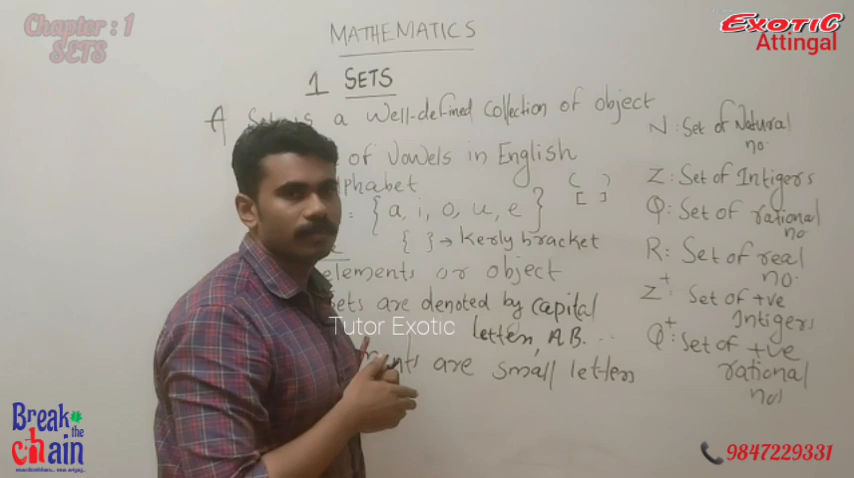 Chapter : 1
SETS
MATHEMATICS
EXOTIC
Attingal
1 SETS
A Set is a well-defined collection of object
of vowels in English
alphabet
: { a, i, o, u, e }
( )
[ ]
{ } → kerly bracket
elements or object
sets are denoted by capital
letters, A B. ..
are small letters
N : Set of Natural
no.
Z : Set of Intigers
Q : Set of rational
no
R : Set of real
no.
Z+ : Set of +ve
Intigers
Q+ : Set of +ve
rational
no!
Tutor Exotic
Break
the
chain
9847229331